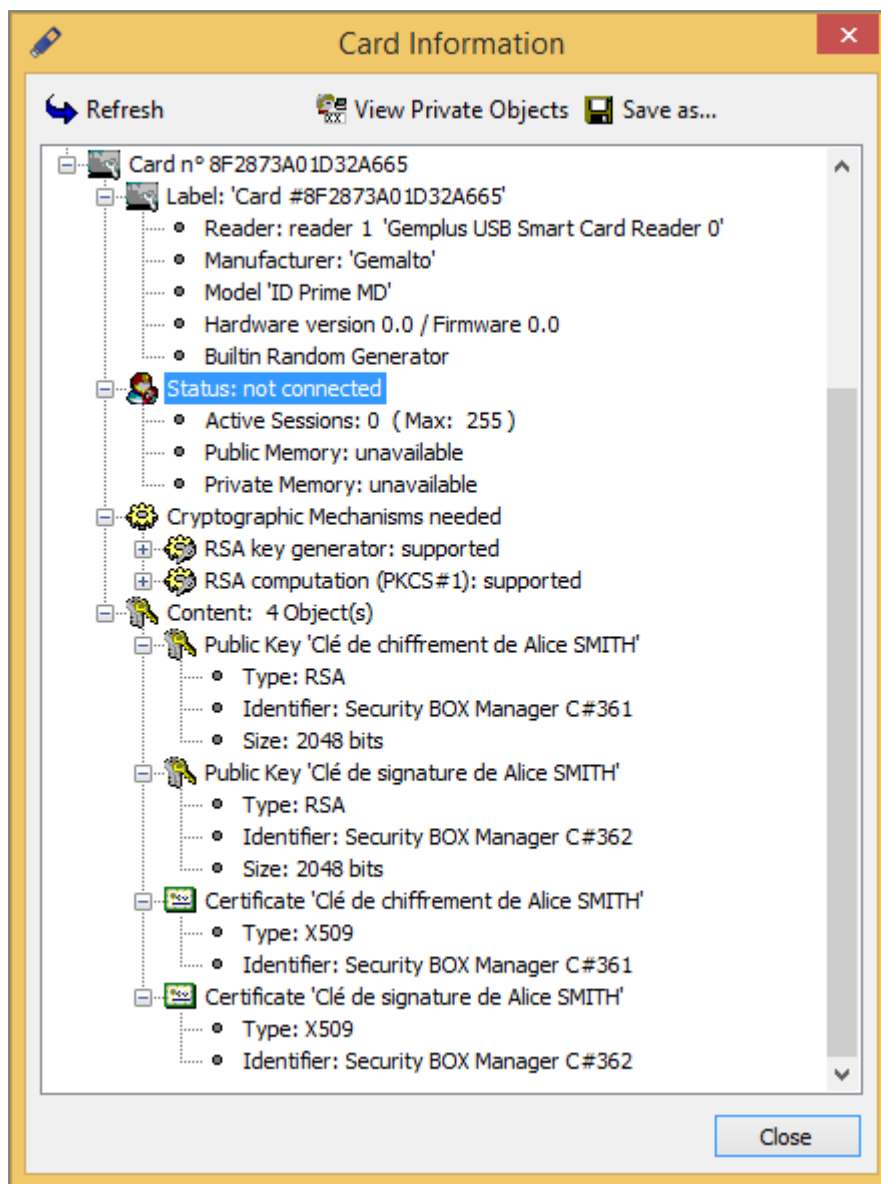 Card Information
Refresh View Private Objects Save as...
Card n° 8F2873A01D32A665
Label: 'Card #8F2873A01D32A665'
Reader: reader 1 'Gemplus USB Smart Card Reader 0'
Manufacturer: 'Gemalto'
Model 'ID Prime MD'
Hardware version 0.0 / Firmware 0.0
Builtin Random Generator
Status: not connected
Active Sessions: 0 ( Max: 255 )
Public Memory: unavailable
Private Memory: unavailable
Cryptographic Mechanisms needed
RSA key generator: supported
RSA computation (PKCS#1): supported
Content: 4 Object(s)
Public Key 'Clé de chiffrement de Alice SMITH'
Type: RSA
Identifier: Security BOX Manager C#361
Size: 2048 bits
Public Key 'Clé de signature de Alice SMITH'
Type: RSA
Identifier: Security BOX Manager C#362
Size: 2048 bits
Certificate 'Clé de chiffrement de Alice SMITH'
Type: X509
Identifier: Security BOX Manager C#361
Certificate 'Clé de signature de Alice SMITH'
Type: X509
Identifier: Security BOX Manager C#362
Close